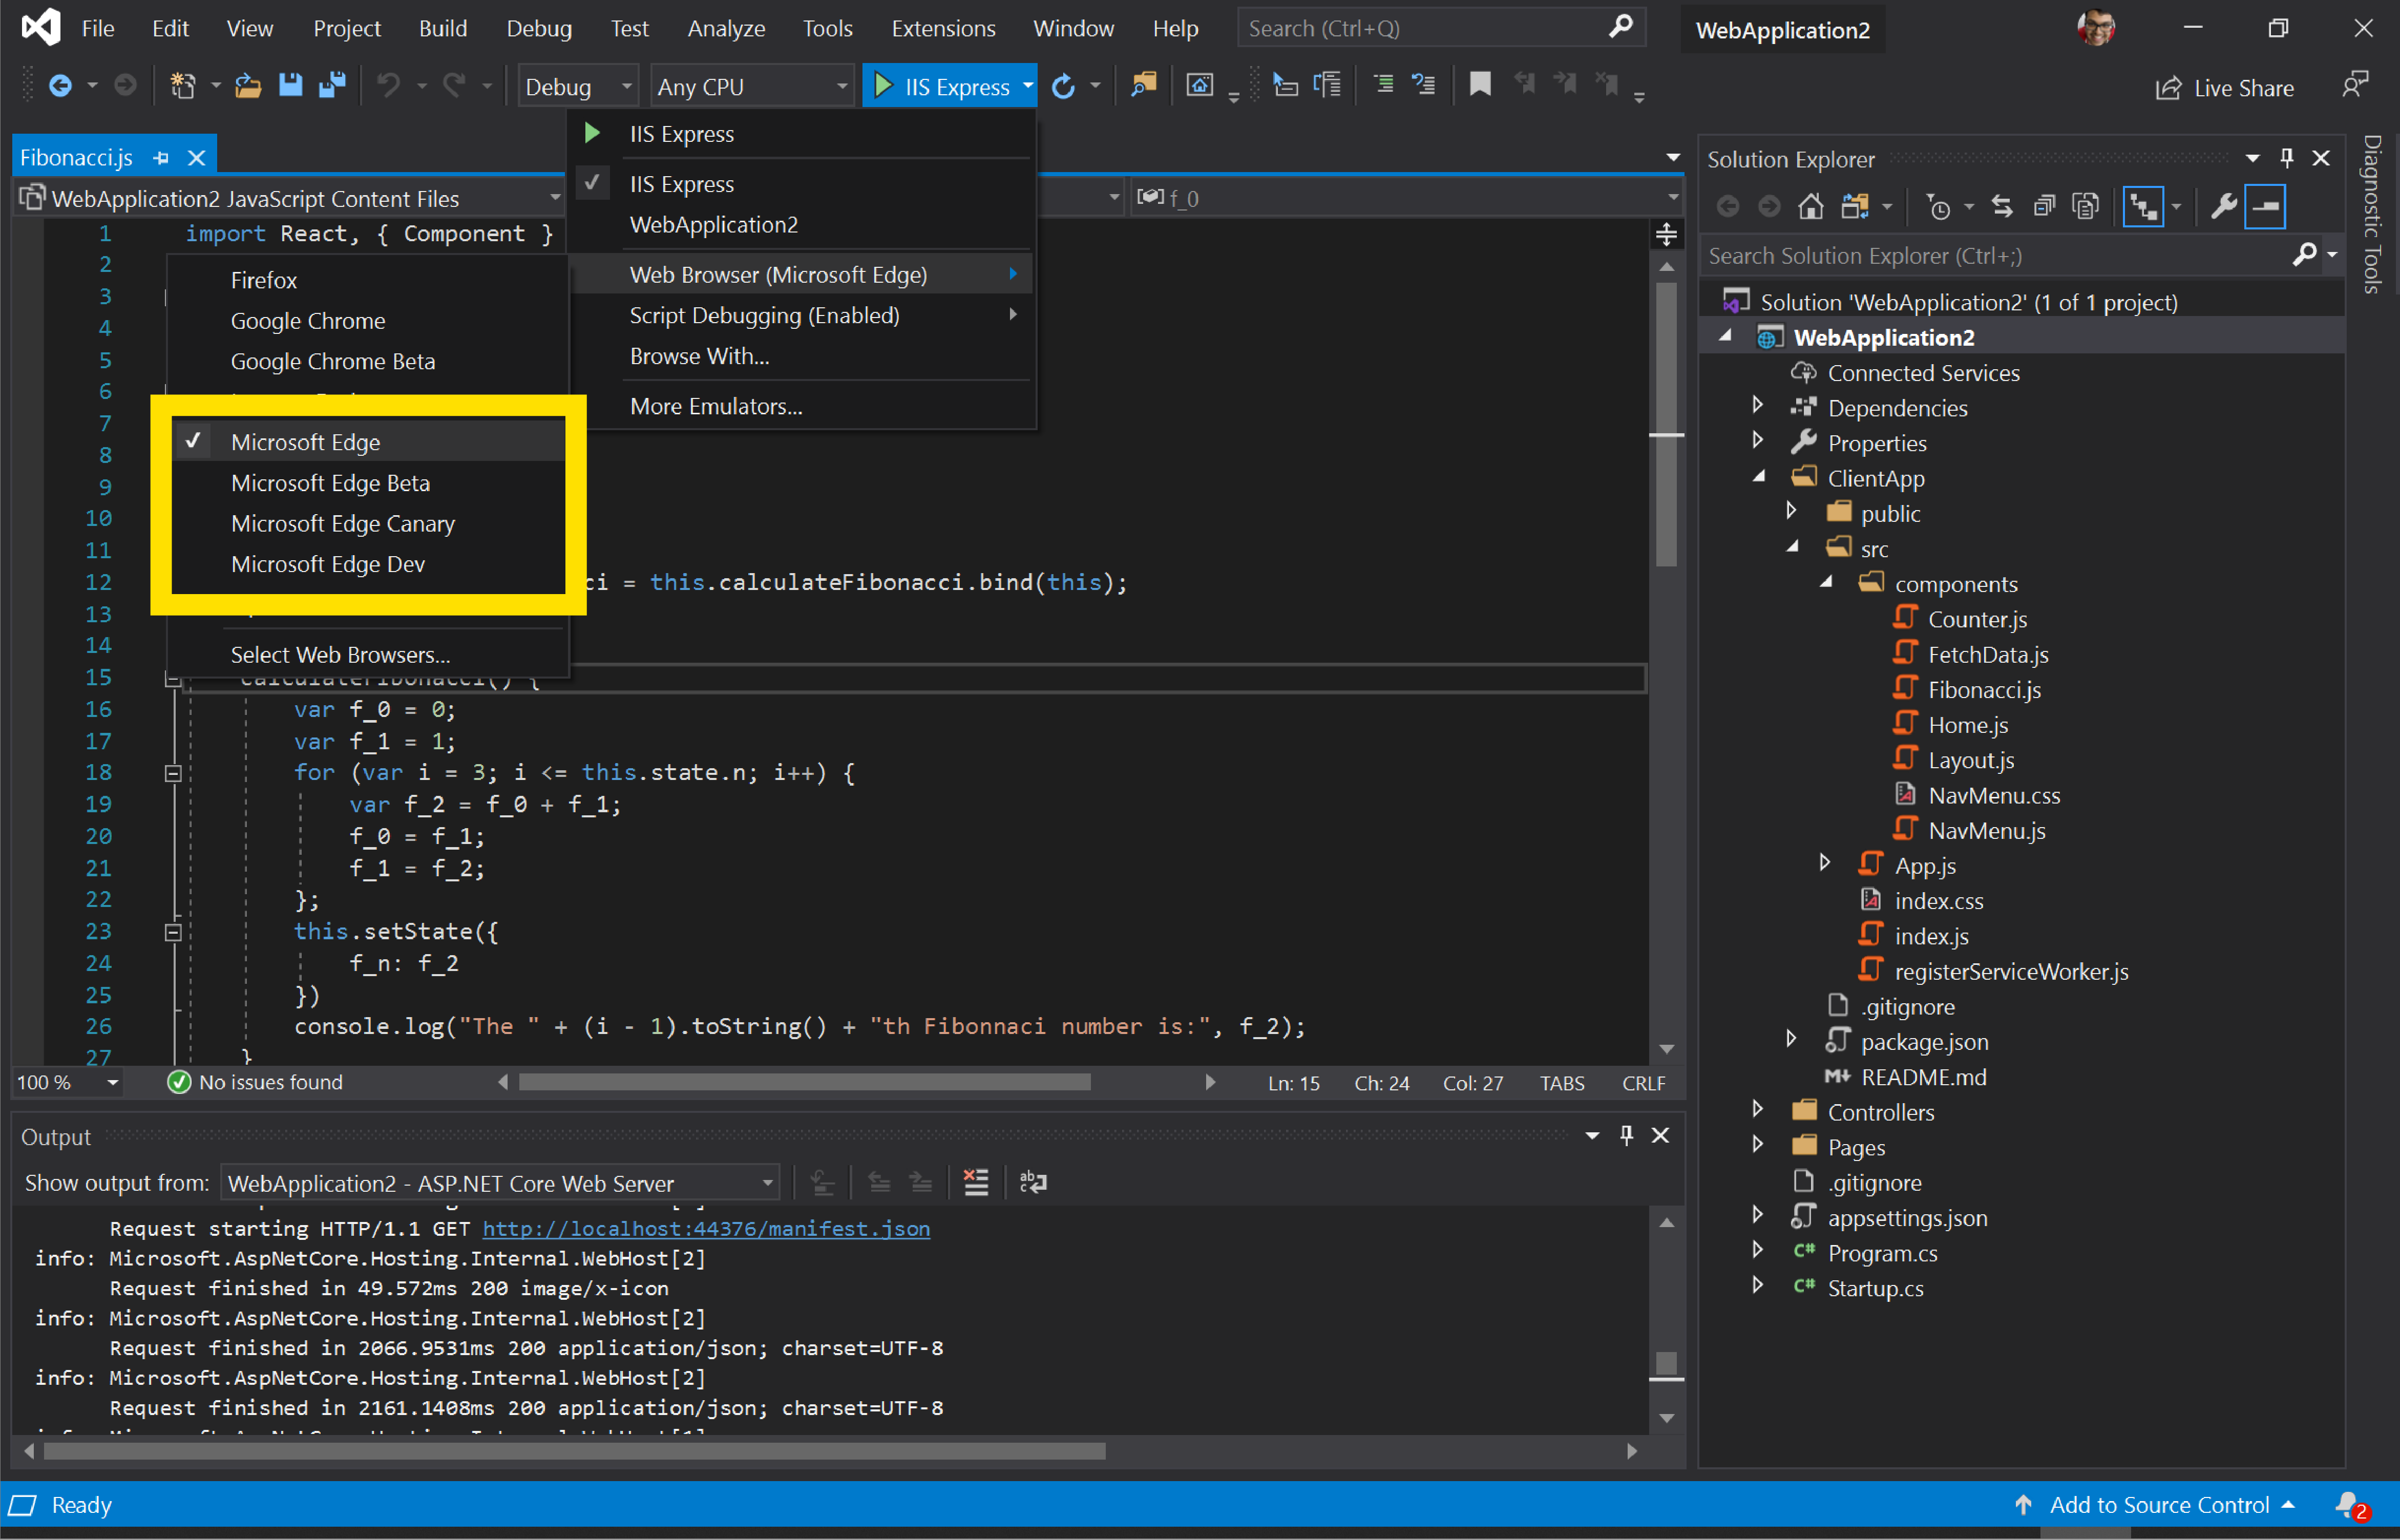 File Edit View Project Build Debug Test Analyze Tools Extensions Window Help Search (Ctrl+Q) WebApplication2
Debug Any CPU IIS Express Live Share
IIS Express
IIS Express
WebApplication2
Web Browser (Microsoft Edge)
Script Debugging (Enabled)
Browse With...
More Emulators...
Firefox
Google Chrome
Google Chrome Beta
Microsoft Edge
Microsoft Edge Beta
Microsoft Edge Canary
Microsoft Edge Dev
Select Web Browsers...
Fibonacci.js
WebApplication2 JavaScript Content Files f_0
1 import React, { Component }
2
3
4
5
6
7
8
9
10
11
12 ci = this.calculateFibonacci.bind(this);
13
14
15 calculateFibonacci() {
16 var f_0 = 0;
17 var f_1 = 1;
18 for (var i = 3; i <= this.state.n; i++) {
19 var f_2 = f_0 + f_1;
20 f_0 = f_1;
21 f_1 = f_2;
22 };
23 this.setState({
24 f_n: f_2
25 })
26 console.log("The " + (i - 1).toString() + "th Fibonnaci number is:", f_2);
27 }
100 % No issues found Ln: 15 Ch: 24 Col: 27 TABS CRLF
Output
Show output from: WebApplication2 - ASP.NET Core Web Server
Request starting HTTP/1.1 GET http://localhost:44376/manifest.json
info: Microsoft.AspNetCore.Hosting.Internal.WebHost[2]
Request finished in 49.572ms 200 image/x-icon
info: Microsoft.AspNetCore.Hosting.Internal.WebHost[2]
Request finished in 2066.9531ms 200 application/json; charset=UTF-8
info: Microsoft.AspNetCore.Hosting.Internal.WebHost[2]
Request finished in 2161.1408ms 200 application/json; charset=UTF-8
Solution Explorer
Search Solution Explorer (Ctrl+;)
Solution 'WebApplication2' (1 of 1 project)
WebApplication2
Connected Services
Dependencies
Properties
ClientApp
public
src
components
Counter.js
FetchData.js
Fibonacci.js
Home.js
Layout.js
NavMenu.css
NavMenu.js
App.js
index.css
index.js
registerServiceWorker.js
.gitignore
package.json
M↓ README.md
Controllers
Pages
.gitignore
appsettings.json
C# Program.cs
C# Startup.cs
Diagnostic Tools
Ready Add to Source Control 2